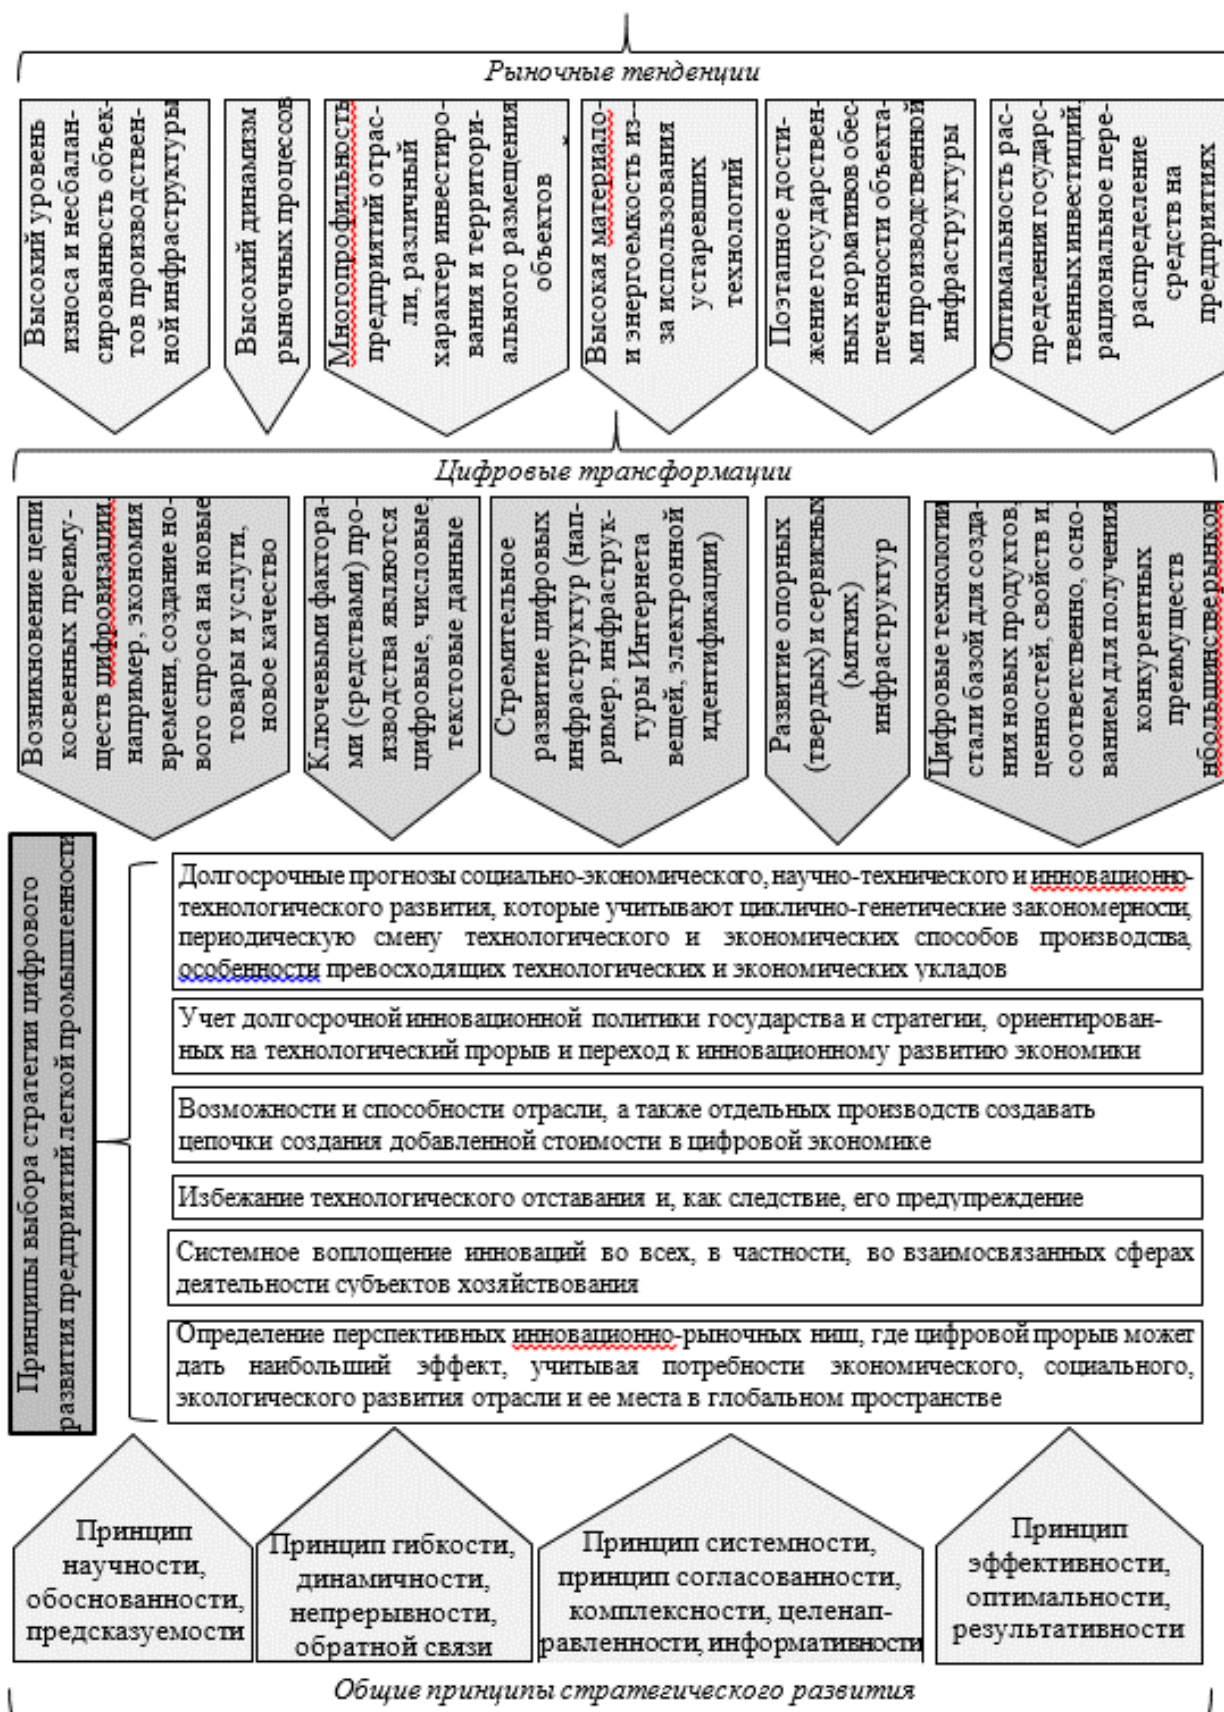 Рыночные тенденции
Высокий уровень
износа и несбалан-
сированность объек-
тов производствен-
ной инфраструктуры
Высокий динамизм
рыночных процессов
Многопрофильность
предприятий отрас-
ли, различный
характер инвестиро-
вания и территори-
ального размещения
объектов
Высокая материало-
и энергоемкость из-
за использования
устаревших
технологий
Поэтапное дости-
жение государствен-
ных нормативов обес-
печенности объекта-
ми производственной
инфраструктуры
Оптимальность рас-
пределения государс-
твенных инвестиций,
рациональное пере-
распределение
средств на
предприятиях
Цифровые трансформации
Возникновение цепи
косвенных преиму-
ществ цифровизации,
например, экономия
времени, создание но-
вого спроса на новые
товары и услуги,
новое качество
Ключевыми фактора-
ми (средствами) про-
изводства являются
цифровые, числовые,
текстовые данные
Стремительное
развитие цифровых
инфраструктур (нап-
ример, инфраструк-
туры Интернета
вещей, электронной
идентификации)
Развитие опорных
(твердых) и сервисных
(мягких)
инфраструктур
Цифровые технологии
стали базой для созда-
ния новых продуктов,
ценностей, свойств и,
соответственно, осно-
ванием для получения
конкурентных
преимуществ
нбольшинстве рынков
Принципы выбора стратегии цифрового
развития предприятий легкой промышленности
Долгосрочные прогнозы социально-экономического, научно-технического и инновационно-
технологического развития, которые учитывают циклично-генетические закономерности,
периодическую смену технологического и экономических способов производства,
особенности превосходящих технологических и экономических укладов
Учет долгосрочной инновационной политики государства и стратегии, ориентирован-
ных на технологический прорыв и переход к инновационному развитию экономики
Возможности и способности отрасли, а также отдельных производств создавать
цепочки создания добавленной стоимости в цифровой экономике
Избежание технологического отставания и, как следствие, его предупреждение
Системное воплощение инноваций во всех, в частности, во взаимосвязанных сферах
деятельности субъектов хозяйствования
Определение перспективных инновационно-рыночных ниш, где цифровой прорыв может
дать наибольший эффект, учитывая потребности экономического, социального,
экологического развития отрасли и ее места в глобальном пространстве
Принцип
научности,
обоснованности,
предсказуемости
Принцип гибкости,
динамичности,
непрерывности,
обратной связи
Принцип системности,
принцип согласованности,
комплексности, целенап-
равленности, информативности
Принцип
эффективности,
оптимальности,
результативности
Общие принципы стратегического развития